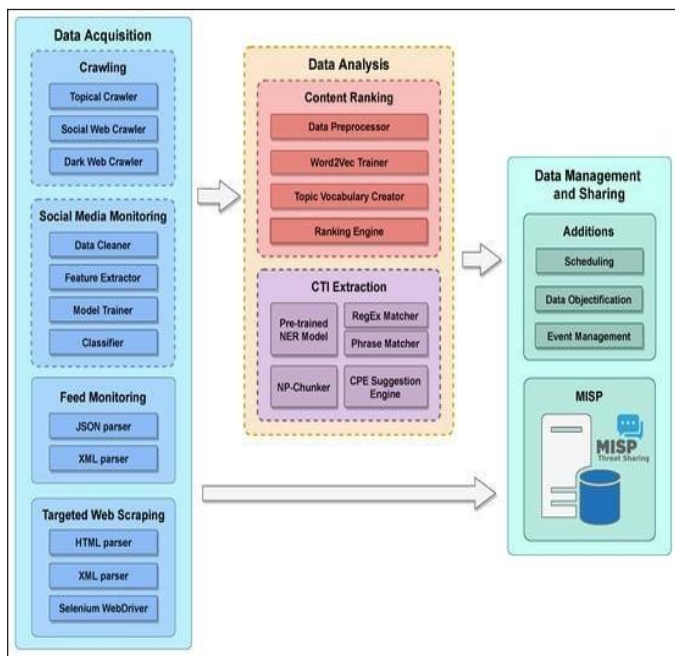 Data Acquisition
Crawling
Topical Crawler
Social Web Crawler
Dark Web Crawler
Social Media Monitoring
Data Cleaner
Feature Extractor
Model Trainer
Classifier
Feed Monitoring
JSON parser
XML parser
Targeted Web Scraping
HTML parser
XML parser
Selenium WebDriver
Data Analysis
Content Ranking
Data Preprocessor
Word2Vec Trainer
Topic Vocabulary Creator
Ranking Engine
CTI Extraction
Pre-trained
NER Model
RegEx Matcher
Phrase Matcher
NP-Chunker
CPE Suggestion
Engine
Data Management
and Sharing
Additions
Scheduling
Data Objectification
Event Management
MISP
MISP
Threat Sharing